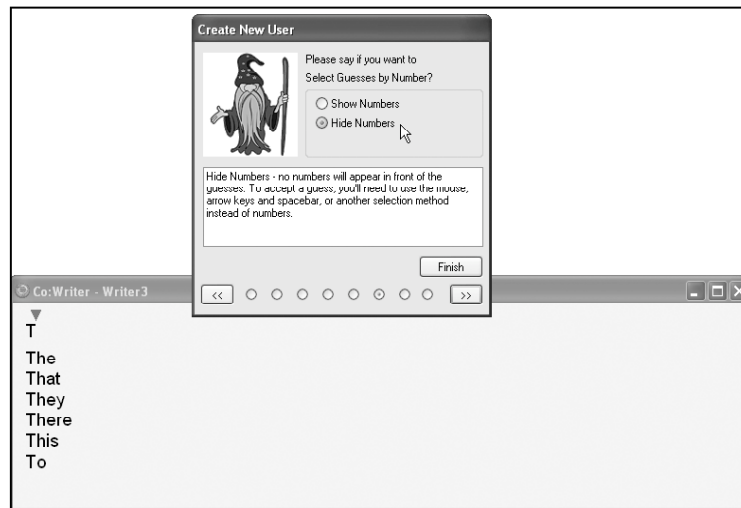 Create New User
Please say if you want to
Select Guesses by Number?
Show Numbers
Hide Numbers
Hide Numbers - no numbers will appear in front of the
guesses. To accept a guess, you'll need to use the mouse,
arrow keys and spacebar, or another selection method
instead of numbers.
Finish
<< >>
Co:Writer - Writer3
T
The
That
They
There
This
To